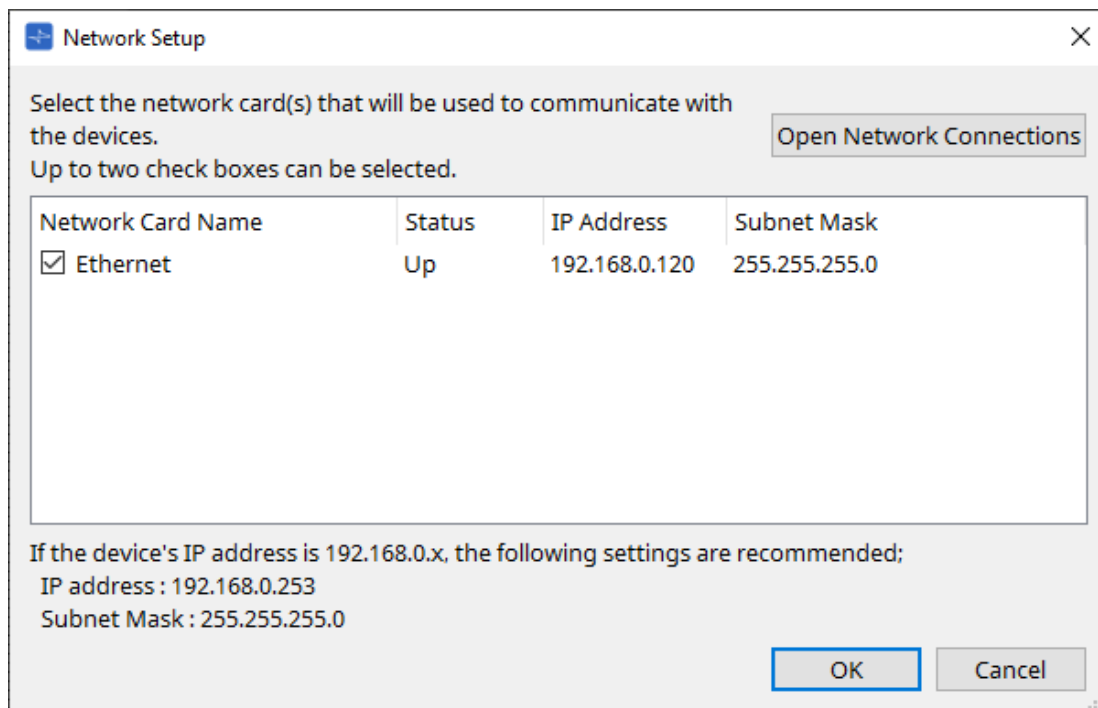 Network Setup
Select the network card(s) that will be used to communicate with
the devices.
Up to two check boxes can be selected.
Open Network Connections
Network Card Name Status IP Address Subnet Mask
Ethernet Up 192.168.0.120 255.255.255.0
If the device's IP address is 192.168.0.x, the following settings are recommended;
IP address : 192.168.0.253
Subnet Mask : 255.255.255.0
OK Cancel